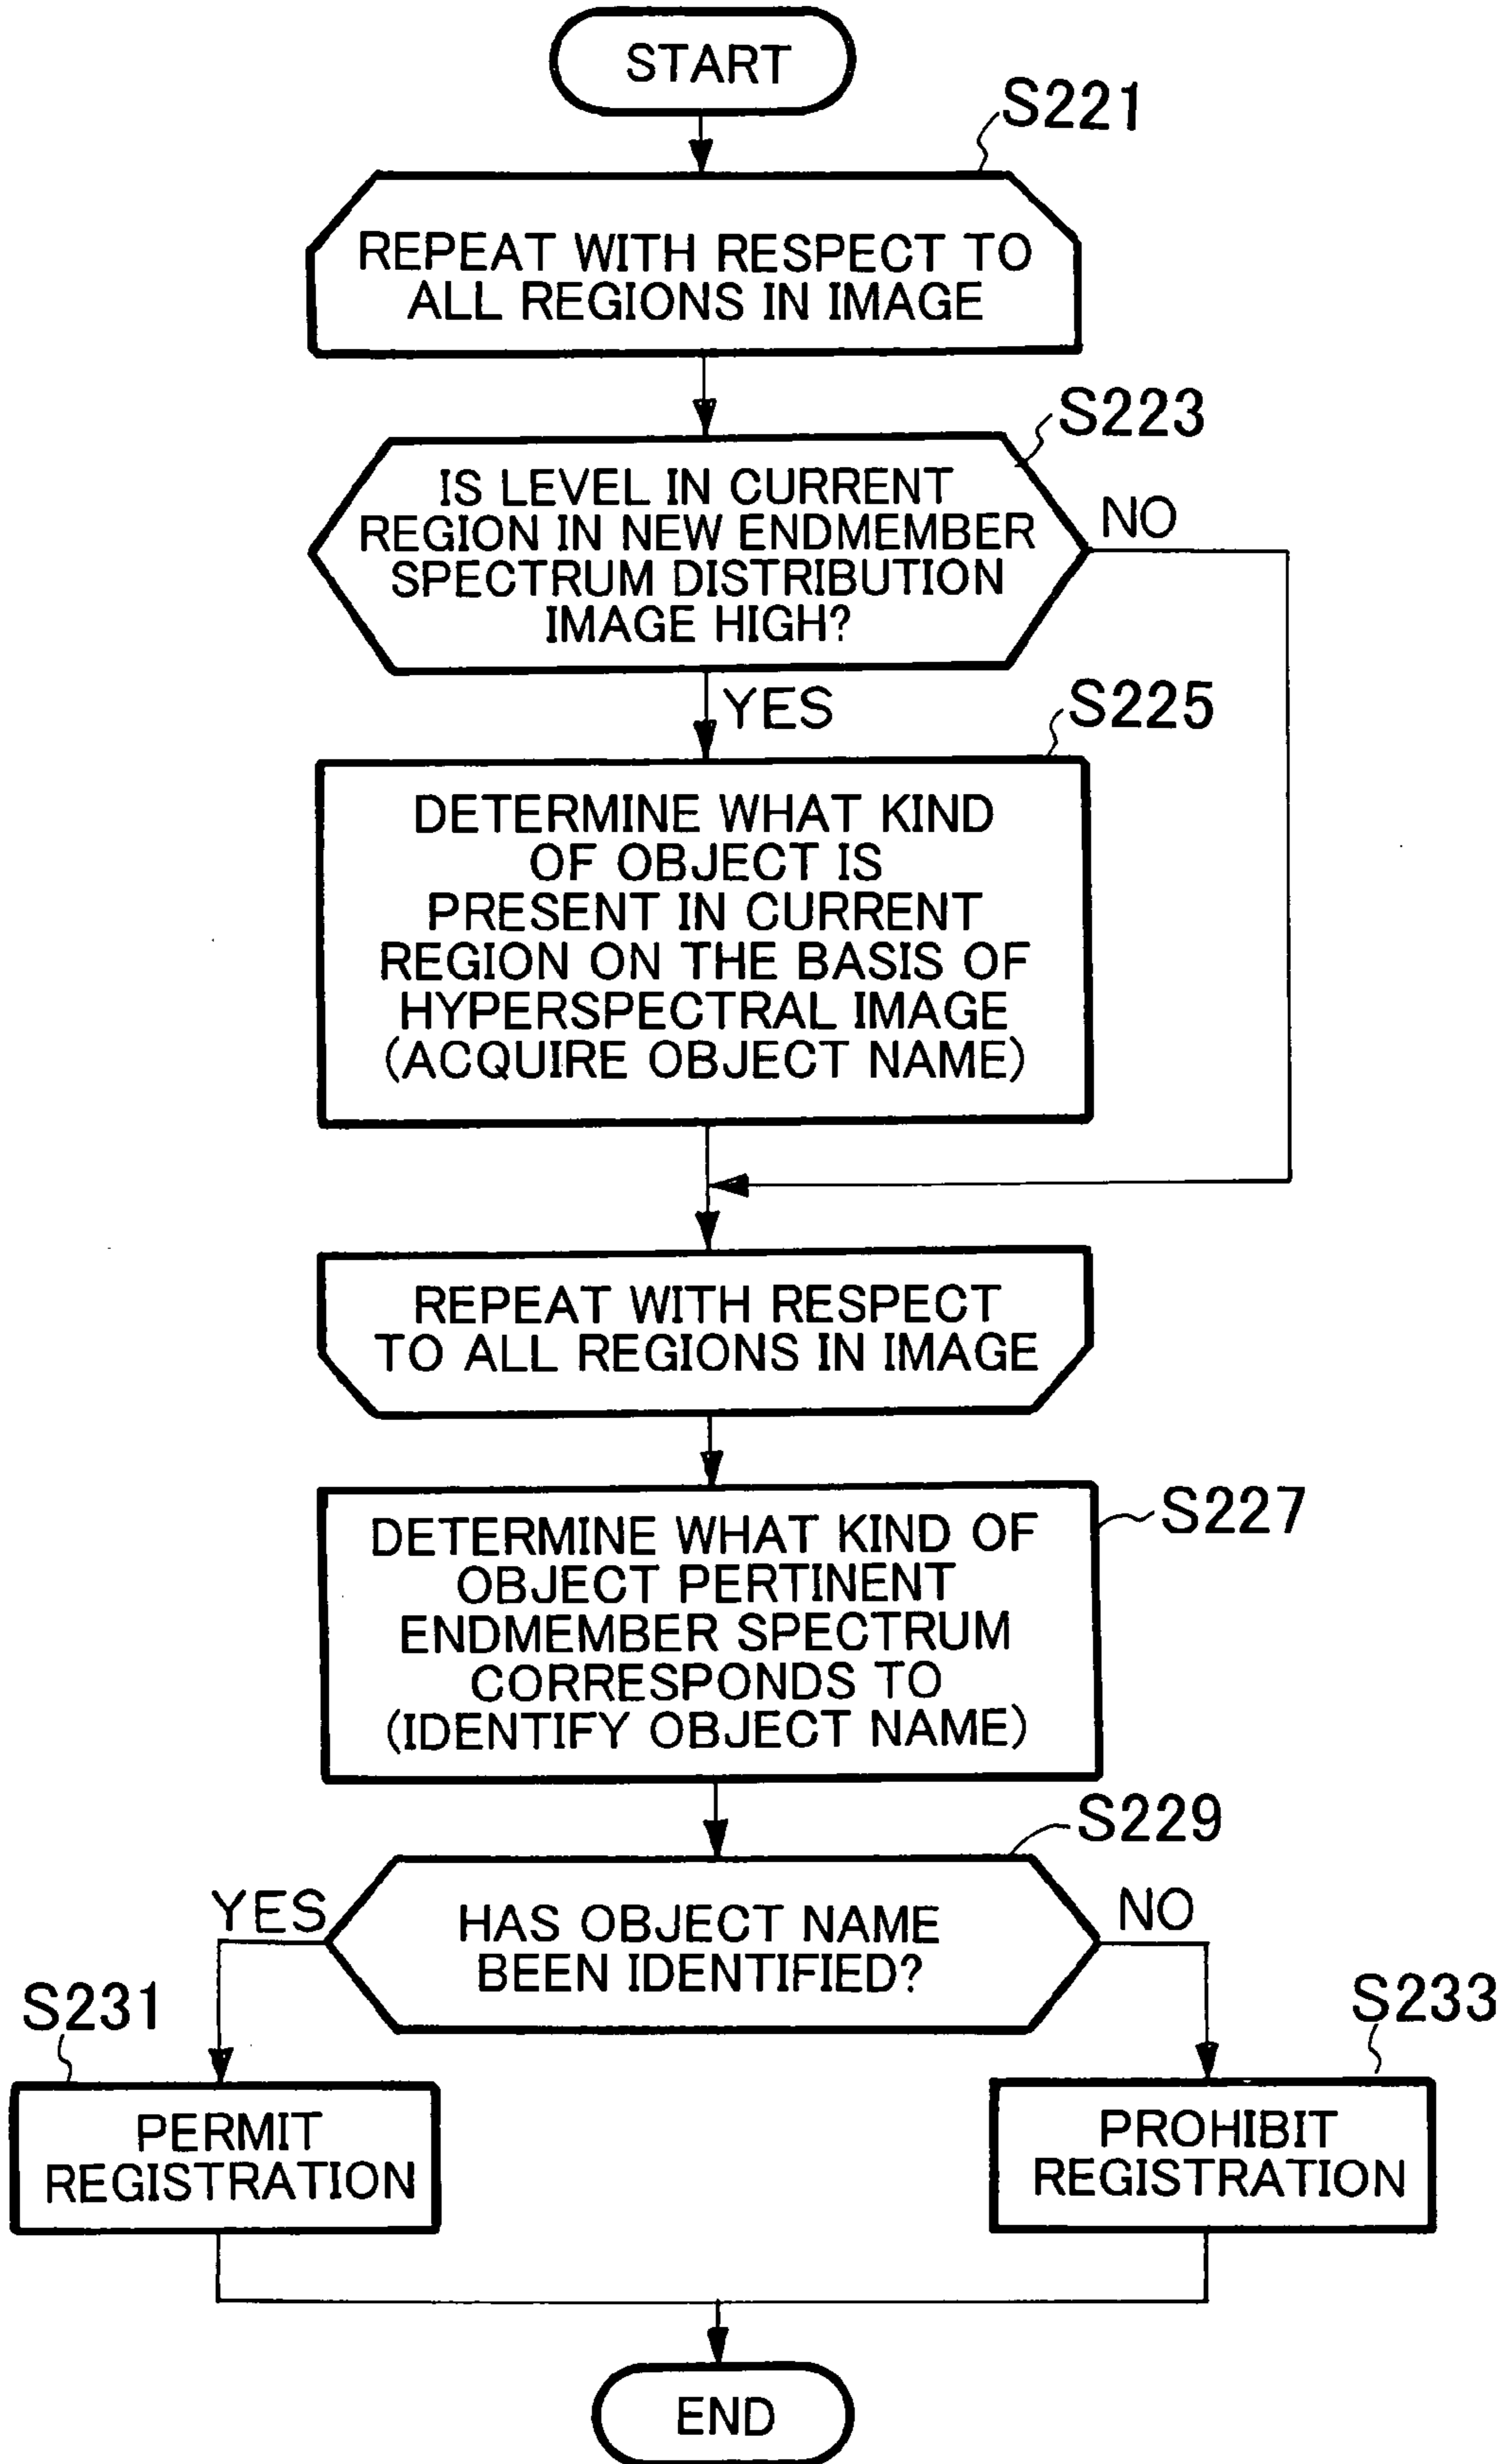 START
S221
REPEAT WITH RESPECT TO
ALL REGIONS IN IMAGE
S223
IS LEVEL IN CURRENT
REGION IN NEW ENDMEMBER
SPECTRUM DISTRIBUTION
IMAGE HIGH?
NO
YES
S225
DETERMINE WHAT KIND
OF OBJECT IS
PRESENT IN CURRENT
REGION ON THE BASIS OF
HYPERSPECTRAL IMAGE
(ACQUIRE OBJECT NAME)
REPEAT WITH RESPECT
TO ALL REGIONS IN IMAGE
S227
DETERMINE WHAT KIND OF
OBJECT PERTINENT
ENDMEMBER SPECTRUM
CORRESPONDS TO
(IDENTIFY OBJECT NAME)
S229
YES
HAS OBJECT NAME
BEEN IDENTIFIED?
NO
S231
PERMIT
REGISTRATION
S233
PROHIBIT
REGISTRATION
END